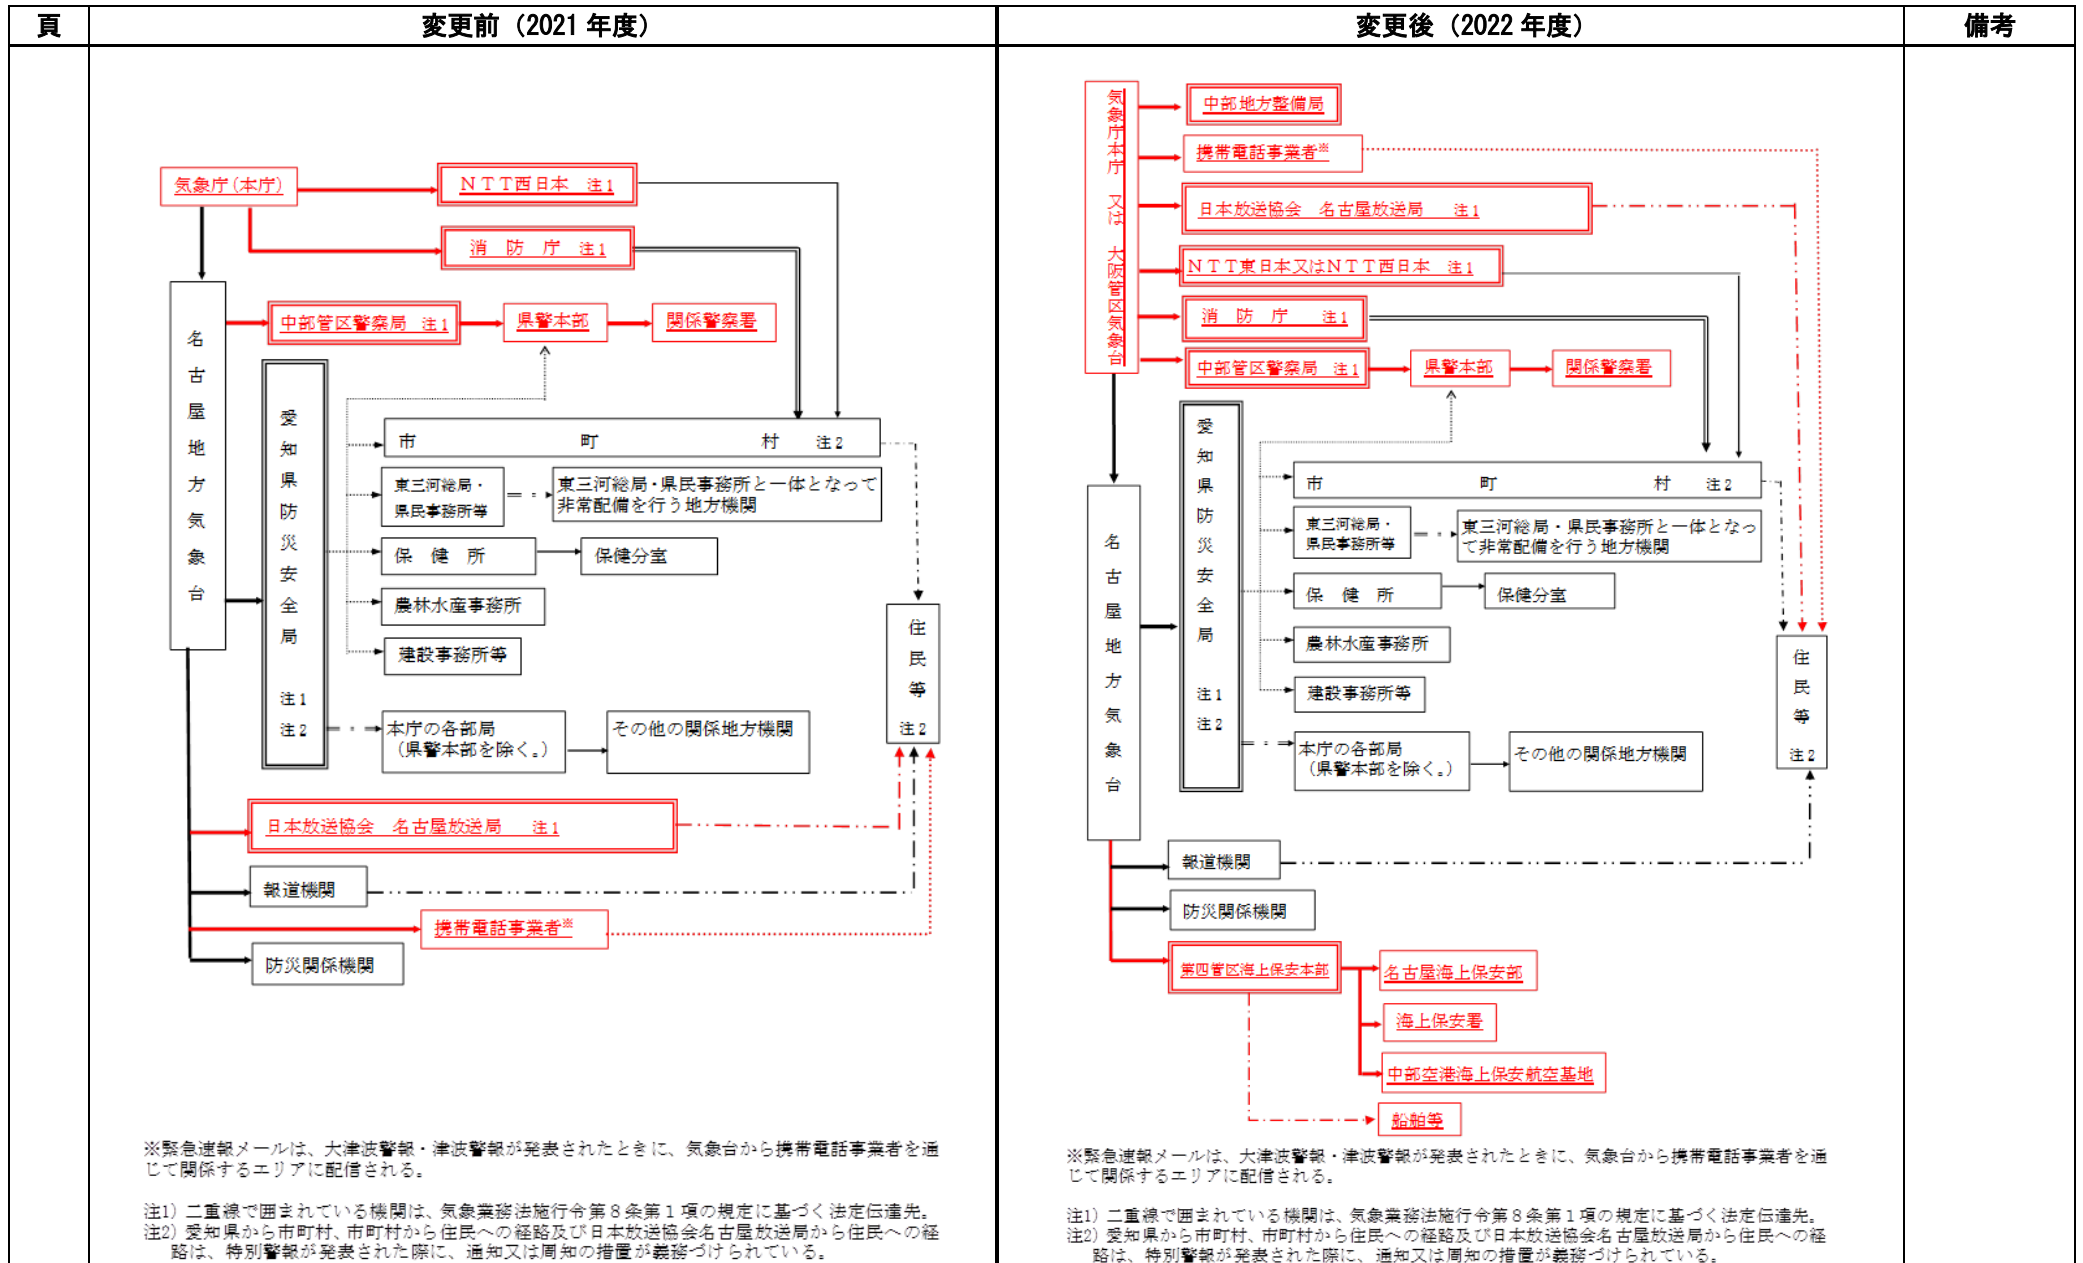 頁
変更前（2021 年度）
変更後（2022 年度）
備考
気象庁（本庁）
ＮＴＴ西日本　注１
消　防　庁　注１
名古屋地方気象台
中部管区警察局　注１
県警本部
関係警察署
愛知県防災安全局　注１　注２
市　町　村　注２
東三河総局・
県民事務所等
東三河総局・県民事務所と一体となって
非常配備を行う地方機関
保　健　所
保健分室
農林水産事務所
建設事務所等
住民等　注２
本庁の各部局
（県警本部を除く。）
その他の関係地方機関
日本放送協会　名古屋放送局　注１
報道機関
携帯電話事業者※
防災関係機関
※緊急速報メールは、大津波警報・津波警報が発表されたときに、気象台から携帯電話事業者を通
じて関係するエリアに配信される。
注1）二重線で囲まれている機関は、気象業務法施行令第８条第１項の規定に基づく法定伝達先。
注2）愛知県から市町村、市町村から住民への経路及び日本放送協会名古屋放送局から住民への経
路は、特別警報が発表された際に、通知又は周知の措置が義務づけられている。
気象庁本庁　又は　大阪管区気象台
中部地方整備局
携帯電話事業者※
日本放送協会　名古屋放送局　注１
ＮＴＴ東日本又はＮＴＴ西日本　注１
消　防　庁　注１
中部管区警察局　注１
県警本部
関係警察署
愛知県防災安全局　注１　注２
市　町　村　注２
東三河総局・
県民事務所等
東三河総局・県民事務所と一体となっ
て非常配備を行う地方機関
名古屋地方気象台
保　健　所
保健分室
農林水産事務所
建設事務所等
住民等　注２
本庁の各部局
（県警本部を除く。）
その他の関係地方機関
報道機関
防災関係機関
第四管区海上保安本部
名古屋海上保安部
海上保安署
中部空港海上保安航空基地
船舶等
※緊急速報メールは、大津波警報・津波警報が発表されたときに、気象台から携帯電話事業者を通
じて関係するエリアに配信される。
注1）二重線で囲まれている機関は、気象業務法施行令第８条第１項の規定に基づく法定伝達先。
注2）愛知県から市町村、市町村から住民への経路及び日本放送協会名古屋放送局から住民への経
路は、特別警報が発表された際に、通知又は周知の措置が義務づけられている。